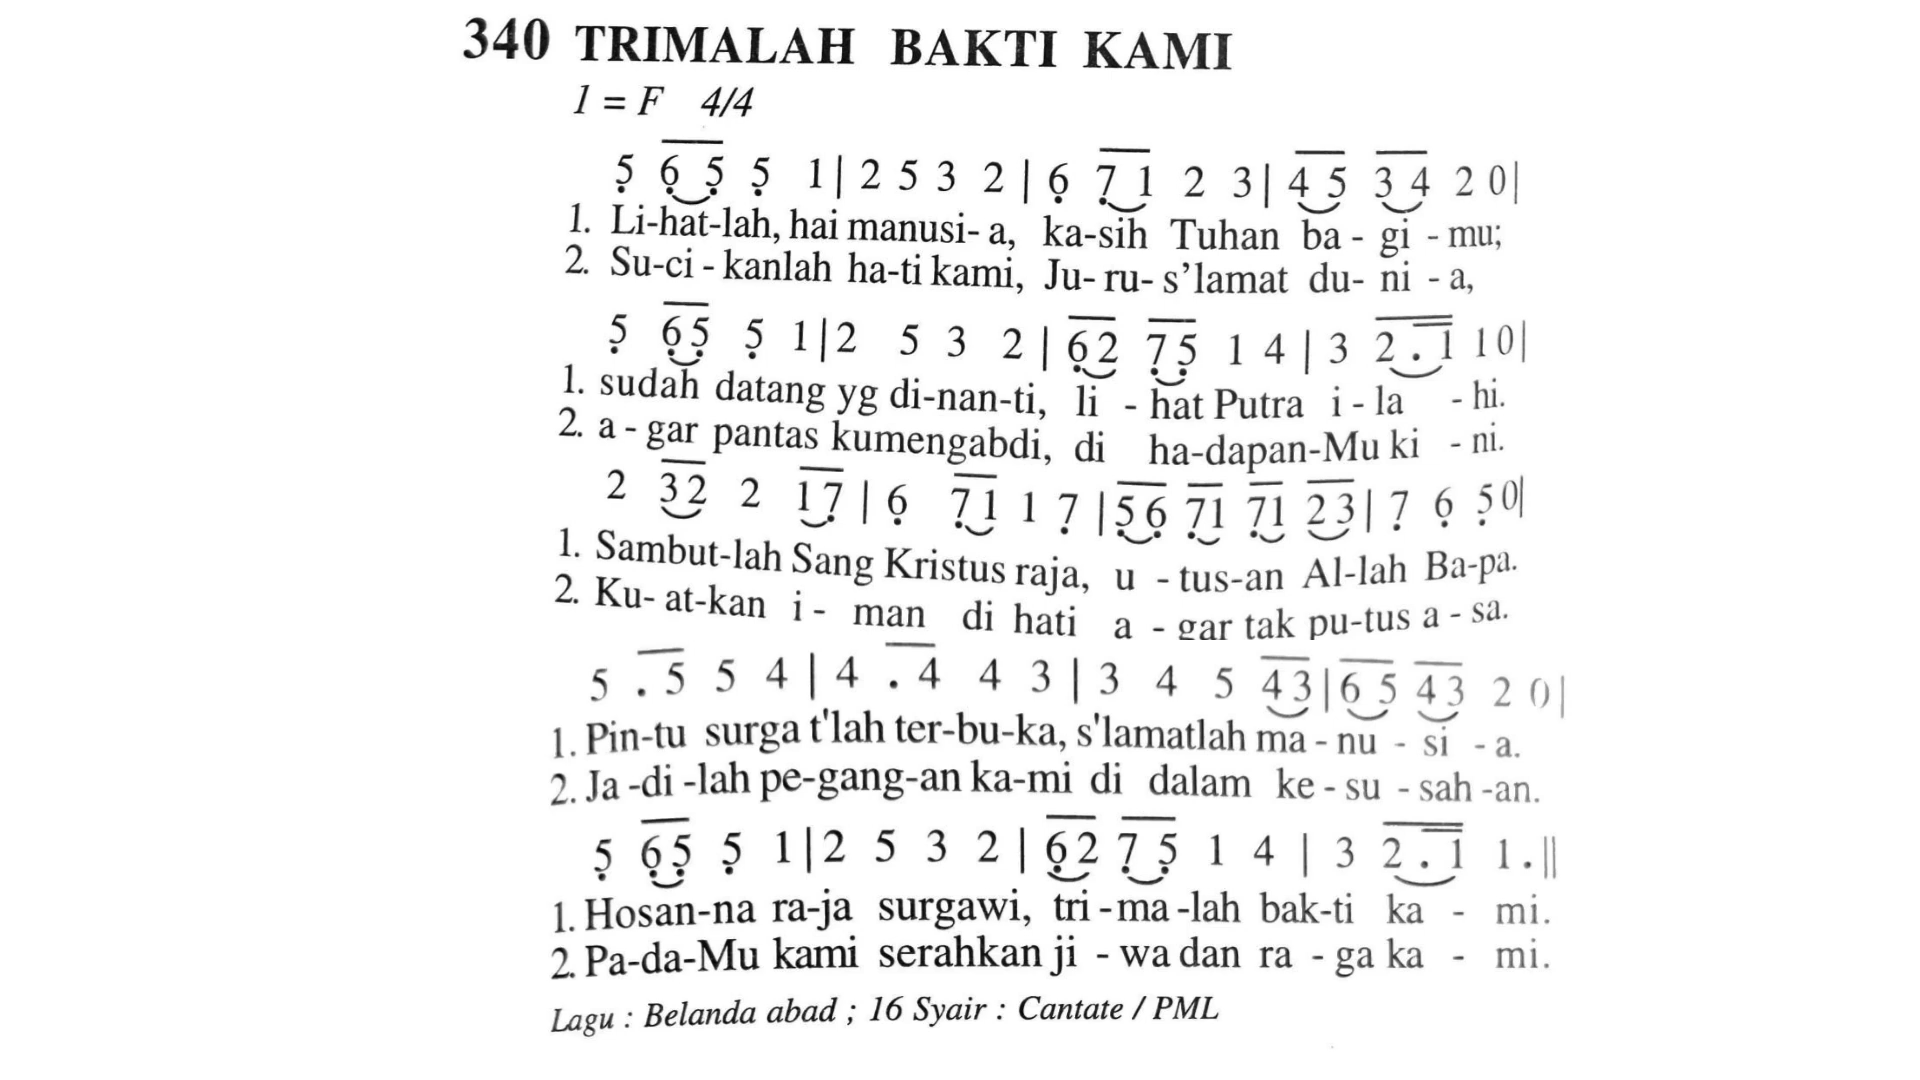 340 TRIMALAH BAKTI KAMI
1 = F 4/4
5̣ 6̣ 5̣ 5̣ 1 | 2 5 3 2 | 6̣ 7̣ 1 2 3 | 4 5 3 4 2 0 |
1. Li-hat-lah, hai manusi- a, ka-sih Tuhan ba - gi - mu;
2. Su-ci - kanlah ha-ti kami, Ju- ru- s’lamat du- ni - a,
5̣ 6̣5̣ 5̣ 1 | 2 5 3 2 | 6̣2 7̣5̣ 1 4 | 3 2 . 1 1 0 |
1. sudah datang yg di-nan-ti, li - hat Putra i - la - hi.
2. a - gar pantas kumengabdi, di ha-dapan-Mu ki - ni.
2 32 2 17̣ | 6̣ 7̣1 1 7̣ | 5̣6̣ 7̣1 7̣1 23 | 7̣ 6̣ 5̣ 0 |
1. Sambut-lah Sang Kristus raja, u - tus-an Al-lah Ba-pa.
2. Ku- at-kan i - man di hati a - gar tak pu-tus a - sa.
5 . 5 5 4 | 4 . 4 4 3 | 3 4 5 43 | 6 5 43 2 0 |
1. Pin-tu surga t'lah ter-bu-ka, s'lamatlah ma - nu - si - a.
2. Ja -di -lah pe-gang-an ka-mi di dalam ke - su - sah -an.
5̣ 6̣5̣ 5̣ 1 | 2 5 3 2 | 6̣2 7̣ 5̣ 1 4 | 3 2 . 1 1 . ||
1. Hosan-na ra-ja surgawi, tri -ma -lah bak-ti ka - mi.
2. Pa-da-Mu kami serahkan ji - wa dan ra - ga ka - mi.
Lagu : Belanda abad ; 16 Syair : Cantate / PML